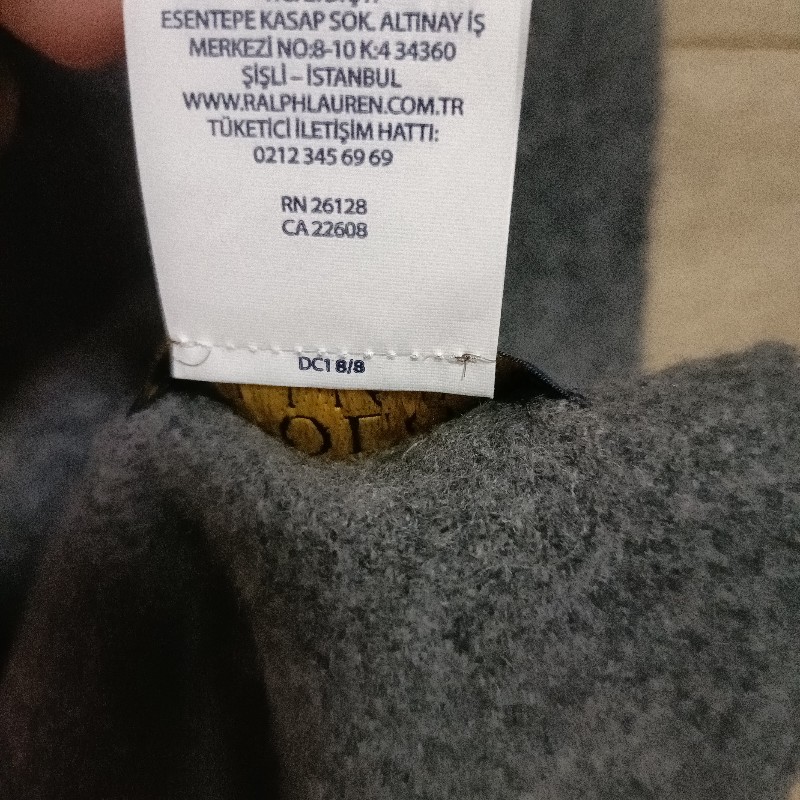 ESENTEPE KASAP SOK. ALTINAY İŞ
MERKEZİ NO:8-10 K:4 34360
ŞİŞLİ – İSTANBUL
WWW.RALPHLAUREN.COM.TR
TÜKETİCİ İLETİŞİM HATTI:
0212 345 69 69
RN 26128
CA 22608
DC1 8/8